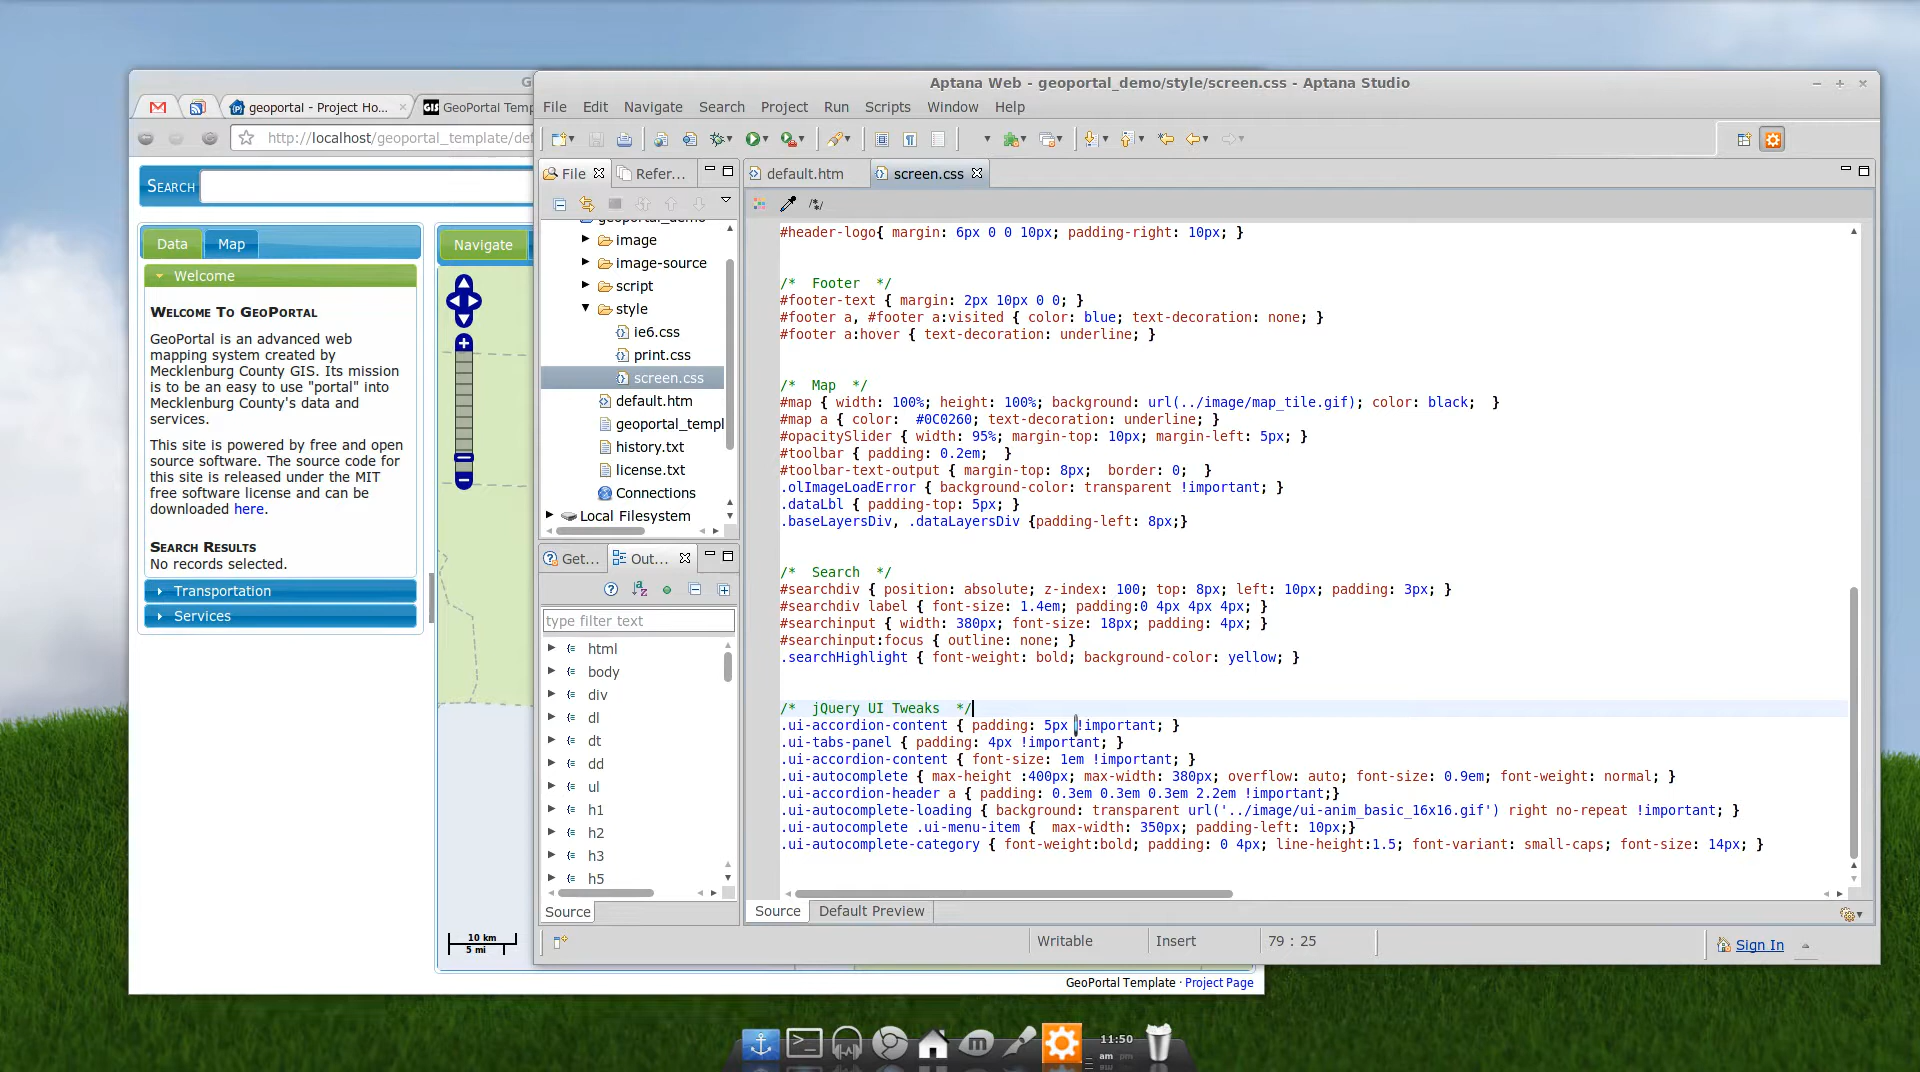 G
geoportal - Project Ho...
GeoPortal Temp
http://localhost/geoportal_template/de
SEARCH
Data
Map
Navigate
Welcome
WELCOME TO GEOPORTAL
GeoPortal is an advanced web
mapping system created by
Mecklenburg County GIS. Its mission
is to be an easy to use "portal" into
Mecklenburg County's data and
services.
This site is powered by free and open
source software. The source code for
this site is released under the MIT
free software license and can be
downloaded here.
SEARCH RESULTS
No records selected.
Transportation
Services
10 km
5 mi
GeoPortal Template · Project Page
Aptana Web - geoportal_demo/style/screen.css - Aptana Studio
File Edit Navigate Search Project Run Scripts Window Help
File
Refer...
geoportal_demo
image
image-source
script
style
ie6.css
print.css
screen.css
default.htm
geoportal_templ
history.txt
license.txt
Connections
Local Filesystem
Get...
Out...
type filter text
html
body
div
dl
dt
dd
ul
h1
h2
h3
h5
Source
default.htm
screen.css
#header-logo{ margin: 6px 0 0 10px; padding-right: 10px; }
/*  Footer  */
#footer-text { margin: 2px 10px 0 0; }
#footer a, #footer a:visited { color: blue; text-decoration: none; }
#footer a:hover { text-decoration: underline; }
/*  Map  */
#map { width: 100%; height: 100%; background: url(../image/map_tile.gif); color: black;  }
#map a { color:  #0C0260; text-decoration: underline; }
#opacitySlider { width: 95%; margin-top: 10px; margin-left: 5px; }
#toolbar { padding: 0.2em;  }
#toolbar-text-output { margin-top: 8px;  border: 0;  }
.olImageLoadError { background-color: transparent !important; }
.dataLbl { padding-top: 5px; }
.baseLayersDiv, .dataLayersDiv {padding-left: 8px;}
/*  Search  */
#searchdiv { position: absolute; z-index: 100; top: 8px; left: 10px; padding: 3px; }
#searchdiv label { font-size: 1.4em; padding:0 4px 4px 4px; }
#searchinput { width: 380px; font-size: 18px; padding: 4px; }
#searchinput:focus { outline: none; }
.searchHighlight { font-weight: bold; background-color: yellow; }
/*  jQuery UI Tweaks  */
.ui-accordion-content { padding: 5px !important; }
.ui-tabs-panel { padding: 4px !important; }
.ui-accordion-content { font-size: 1em !important; }
.ui-autocomplete { max-height :400px; max-width: 380px; overflow: auto; font-size: 0.9em; font-weight: normal; }
.ui-accordion-header a { padding: 0.3em 0.3em 0.3em 2.2em !important;}
.ui-autocomplete-loading { background: transparent url('../image/ui-anim_basic_16x16.gif') right no-repeat !important; }
.ui-autocomplete .ui-menu-item {  max-width: 350px; padding-left: 10px;}
.ui-autocomplete-category { font-weight:bold; padding: 0 4px; line-height:1.5; font-variant: small-caps; font-size: 14px; }
Source
Default Preview
Writable
Insert
79 : 25
Sign In
11:50
am pm